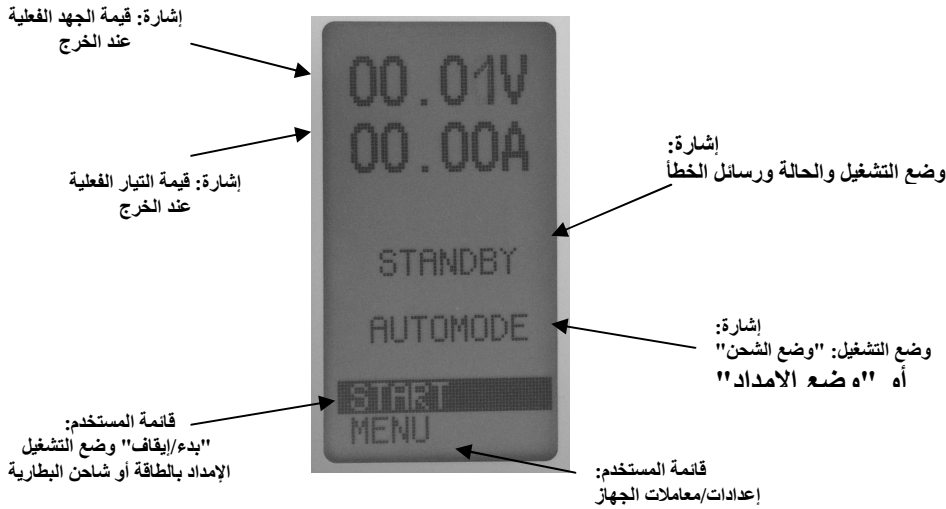 إشارة: قيمة الجهد الفعلية
عند الخرج
00.01V
00.00A
إشارة:
وضع التشغيل والحالة ورسائل الخطأ
إشارة: قيمة التيار الفعلية
عند الخرج
STANDBY
AUTOMODE
إشارة:
وضع التشغيل: "وضع الشحن"
أو "وضع الإمداد"
START
MENU
قائمة المستخدم:
"بدء/إيقاف" وضع التشغيل
الإمداد بالطاقة أو شاحن البطارية
قائمة المستخدم:
إعدادات/معاملات الجهاز